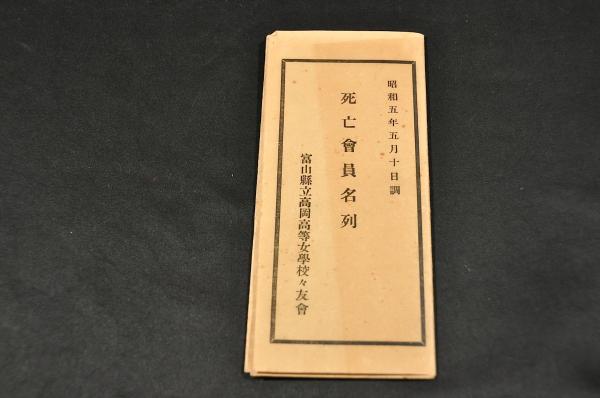 昭和五年五月十日調
死亡會員名列
富山縣立高岡高等女學校々友會